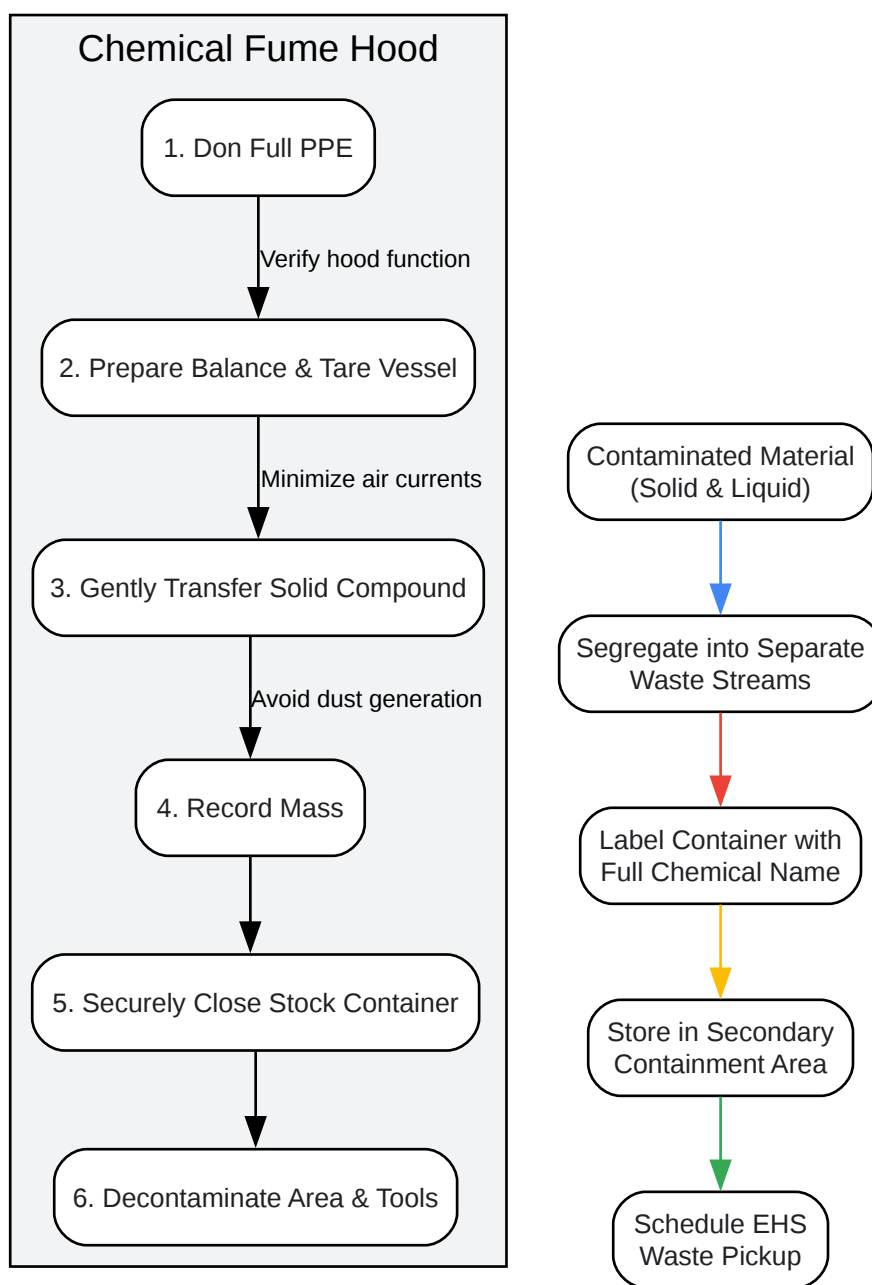 Chemical Fume Hood
1. Don Full PPE
Verify hood function
2. Prepare Balance & Tare Vessel
Minimize air currents
3. Gently Transfer Solid Compound
Avoid dust generation
4. Record Mass
5. Securely Close Stock Container
6. Decontaminate Area & Tools
Contaminated Material
(Solid & Liquid)
Segregate into Separate
Waste Streams
Label Container with
Full Chemical Name
Store in Secondary
Containment Area
Schedule EHS
Waste Pickup